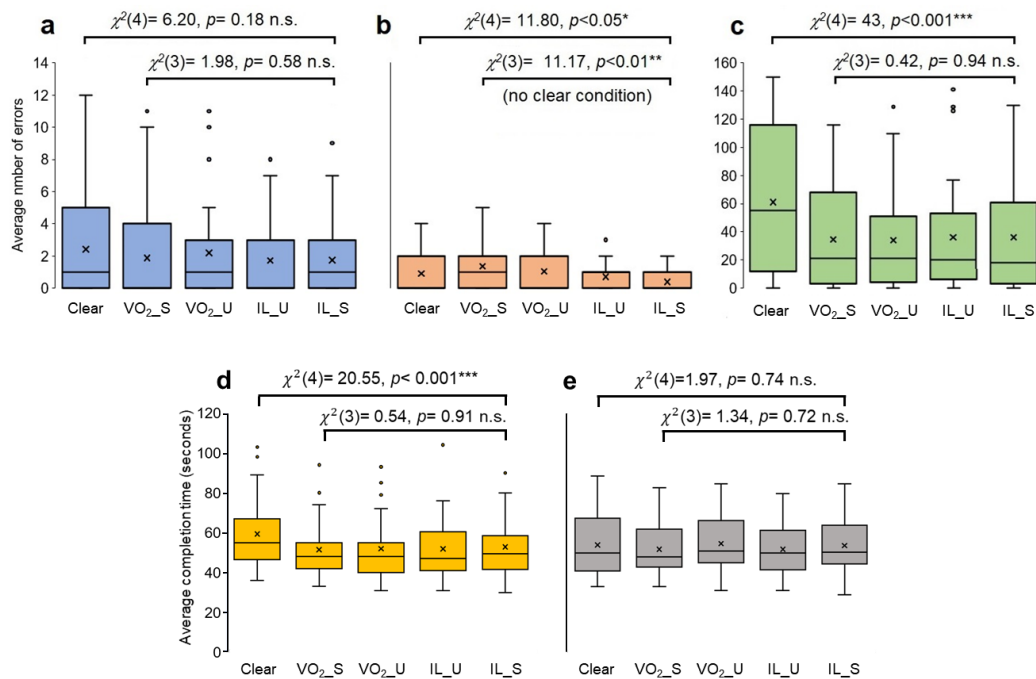 a
χ²(4)= 6.20, p= 0.18 n.s.
χ²(3)= 1.98, p= 0.58 n.s.
Average nmber of errors
14
12
10
8
6
4
2
0
Clear VO₂_S VO₂_U IL_U IL_S
b
χ²(4)= 11.80, p<0.05*
χ²(3)= 11.17, p<0.01**
(no clear condition)
Clear VO₂_S VO₂_U IL_U IL_S
c
χ²(4)= 43, p<0.001***
χ²(3)= 0.42, p= 0.94 n.s.
160
140
120
100
80
60
40
20
0
Clear VO₂_S VO₂_U IL_U IL_S
d
χ²(4)= 20.55, p< 0.001***
χ²(3)= 0.54, p= 0.91 n.s.
Average completion time (seconds)
120
100
80
60
40
20
0
Clear VO₂_S VO₂_U IL_U IL_S
e
χ²(4)=1.97, p= 0.74 n.s.
χ²(3)= 1.34, p= 0.72 n.s.
Clear VO₂_S VO₂_U IL_U IL_S